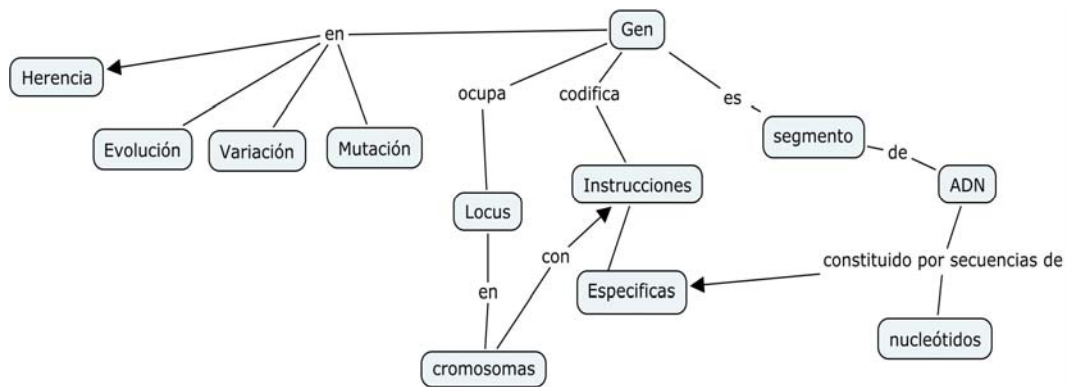 Gen
en
Herencia
ocupa
codifica
es
segmento
Evolución
Variación
Mutación
de
Instrucciones
ADN
Locus
con
constituido por secuencias de
en
Especificas
nucleótidos
cromosomas